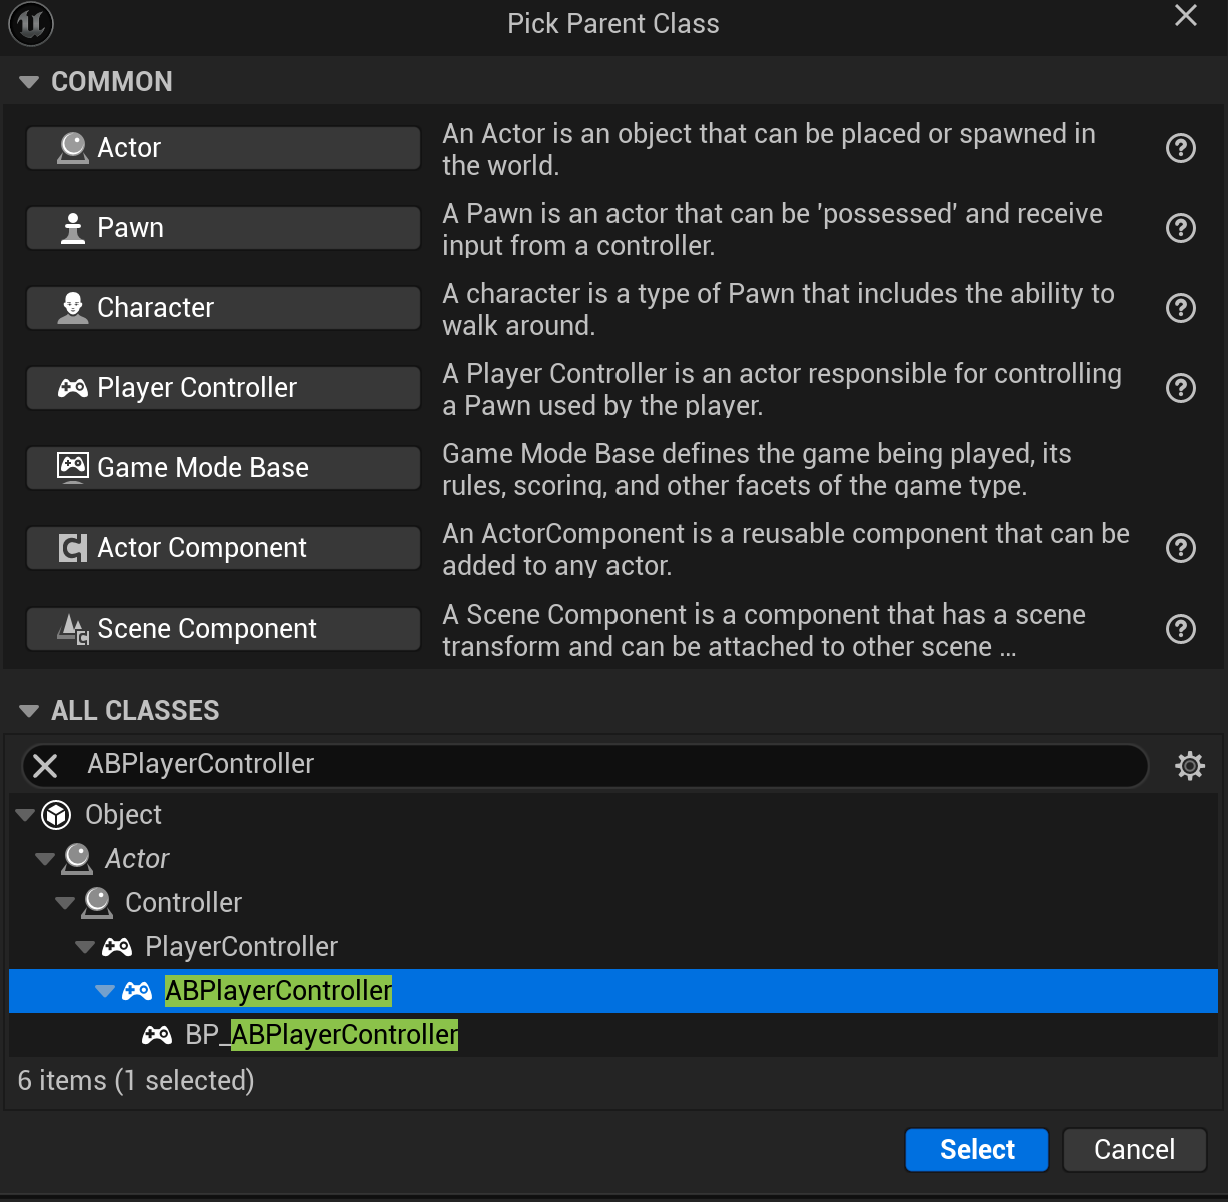 Pick Parent Class
COMMON
Actor
An Actor is an object that can be placed or spawned in
the world.
Pawn
A Pawn is an actor that can be 'possessed' and receive
input from a controller.
Character
A character is a type of Pawn that includes the ability to
walk around.
Player Controller
A Player Controller is an actor responsible for controlling
a Pawn used by the player.
Game Mode Base
Game Mode Base defines the game being played, its
rules, scoring, and other facets of the game type.
Actor Component
An ActorComponent is a reusable component that can be
added to any actor.
Scene Component
A Scene Component is a component that has a scene
transform and can be attached to other scene ...
ALL CLASSES
ABPlayerController
Object
Actor
Controller
PlayerController
ABPlayerController
BP_ABPlayerController
6 items (1 selected)
Select
Cancel